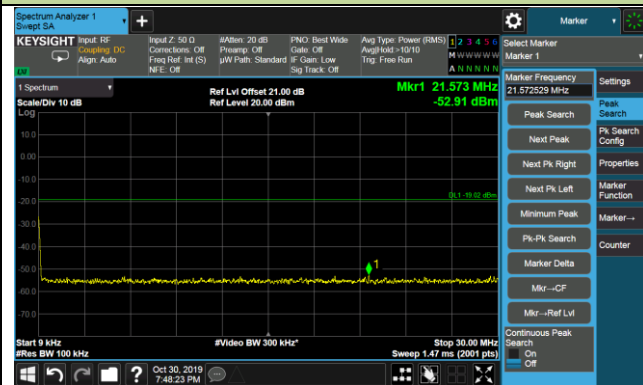 Spectrum Analyzer 1
Swept SA
+
Marker
KEYSIGHT
Input: RF
Coupling: DC
Align: Auto
Input Z: 50 Ω
Corrections: Off
Freq Ref: Int (S)
NFE: Off
#Atten: 20 dB
Preamp: Off
µW Path: Standard
PNO: Best Wide
Gate: Off
IF Gain: Low
Sig Track: Off
Avg Type: Power (RMS)
Avg|Hold:>10/10
Trig: Free Run
1 2 3 4 5 6
M W W W W W
A N N N N N
LW
Select Marker
Marker 1
1 Spectrum
Scale/Div 10 dB
Log
Ref Lvl Offset 21.00 dB
Ref Level 20.00 dBm
Mkr1 21.573 MHz
-52.91 dBm
10.0
0.00
-10.0
-20.0
-30.0
-40.0
-50.0
-60.0
-70.0
DL1 -19.02 dBm
1
Start 9 kHz
#Res BW 100 kHz
#Video BW 300 kHz*
Stop 30.00 MHz
Sweep 1.47 ms (2001 pts)
Marker Frequency
21.572529 MHz
Peak Search
Next Peak
Next Pk Right
Next Pk Left
Minimum Peak
Pk-Pk Search
Marker Delta
Mkr→CF
Mkr→Ref Lvl
Continuous Peak
Search
On
Off
Settings
Peak
Search
Pk Search
Config
Properties
Marker
Function
Marker→
Counter
?
Oct 30, 2019
7:48:23 PM